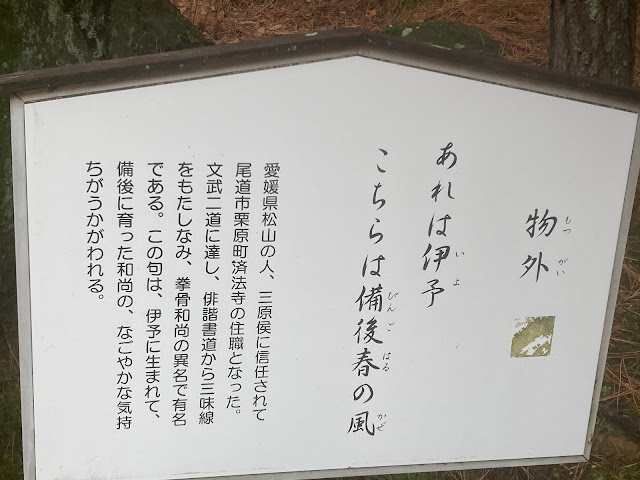 物外
もつがい
あれは伊予
いよ
こちらは備後春の風
びんごはるかぜ
愛媛県松山の人、三原侯に信任されて
尾道市栗原町済法寺の住職となった。
文武二道に達し、俳諧書道から三味線
をもたしなみ、拳骨和尚の異名で有名
である。この句は、伊予に生まれて、
備後に育った和尚の、なごやかな気持
ちがうかがわれる。